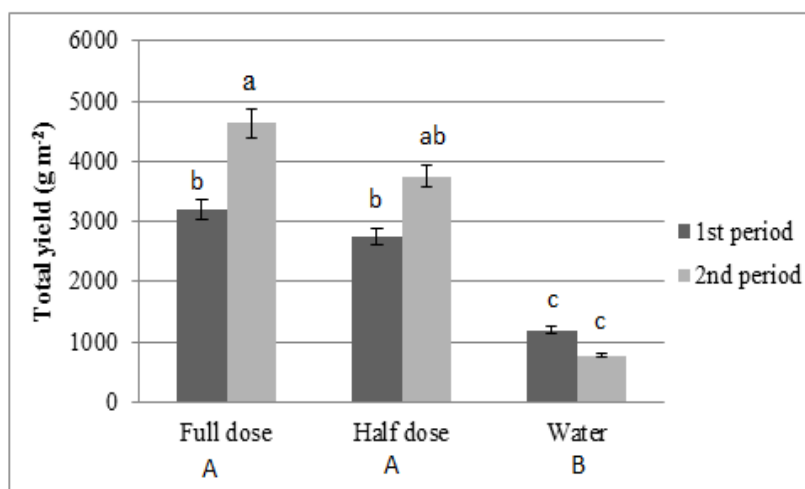 Total yield (g m⁻²)
6000
5000
4000
3000
2000
1000
0
a
b
ab
b
c
c
1st period
2nd period
Full dose
Half dose
Water
A
A
B